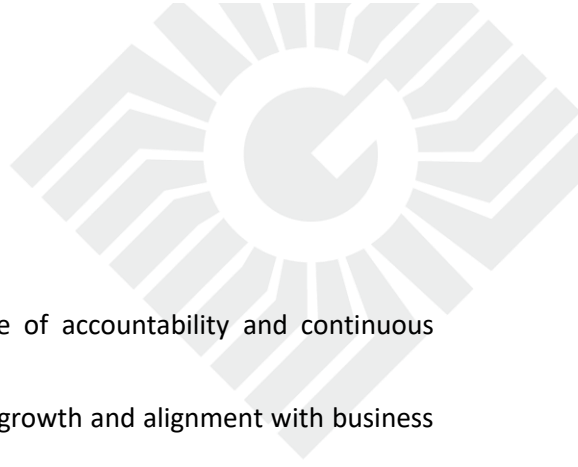 e of accountability and continuous
growth and alignment with business